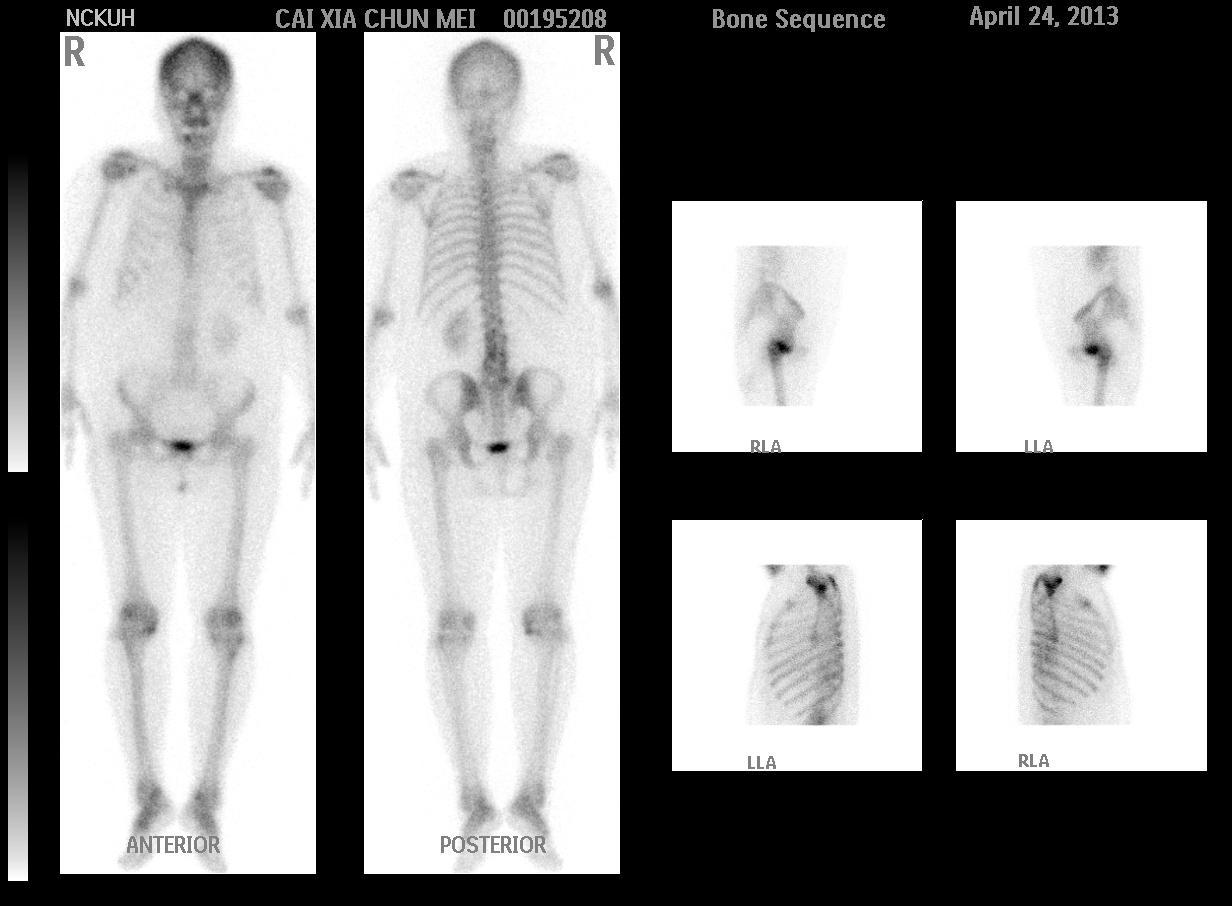 NCKUH CAI XIA CHUN MEI 00195208 Bone Sequence April 24, 2013
R R
RLA LLA
LLA RLA
ANTERIOR POSTERIOR